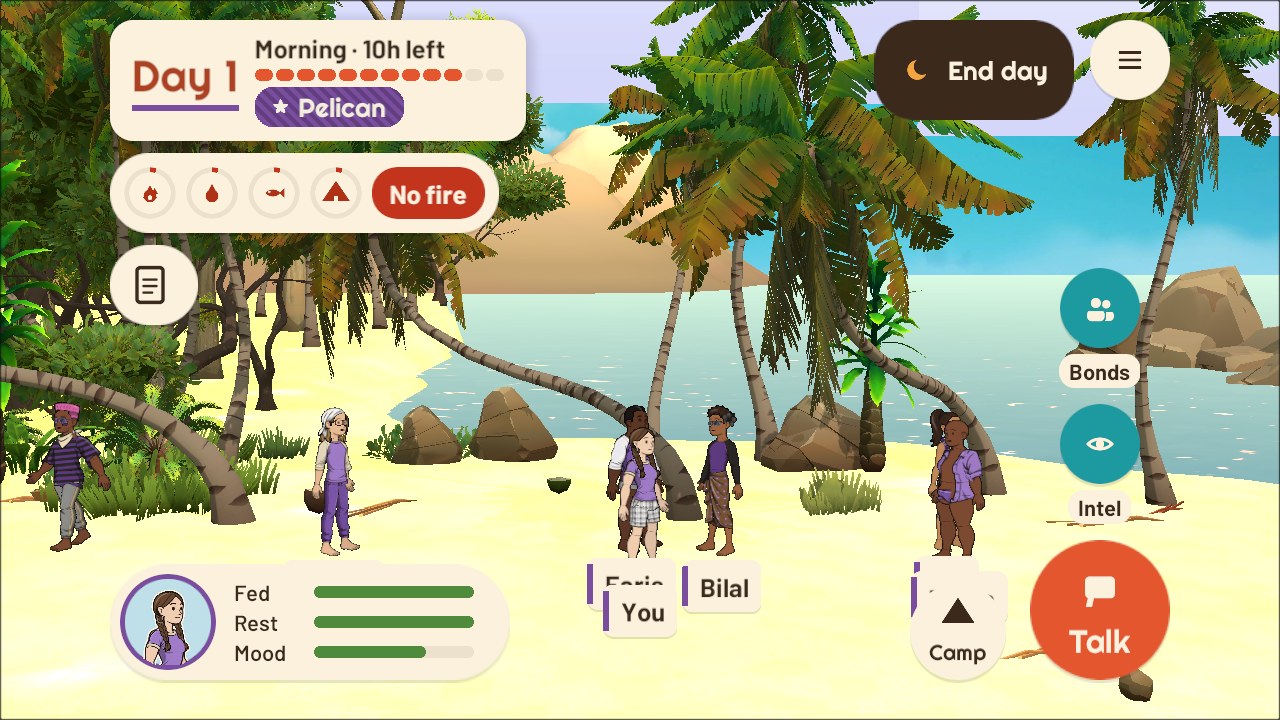 Day 1
Morning · 10h left
Pelican
End day
No fire
Bonds
Intel
Fed
Rest
Mood
You
Bilal
Camp
Talk